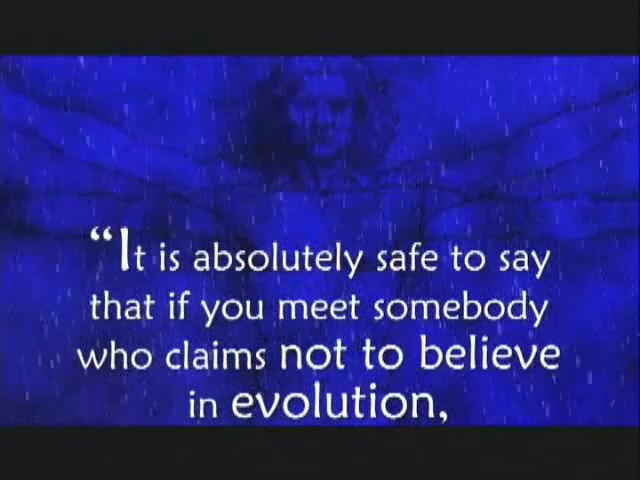 “It is absolutely safe to say
that if you meet somebody
who claims not to believe
in evolution,